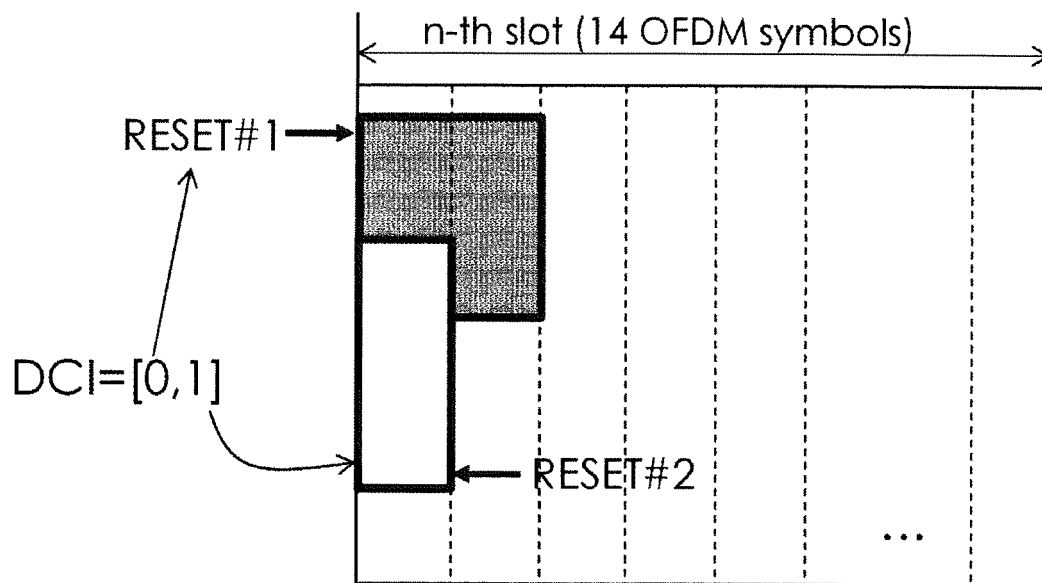 n-th slot (14 OFDM symbols)
RESET#1
DCI=[0,1]
RESET#2
...